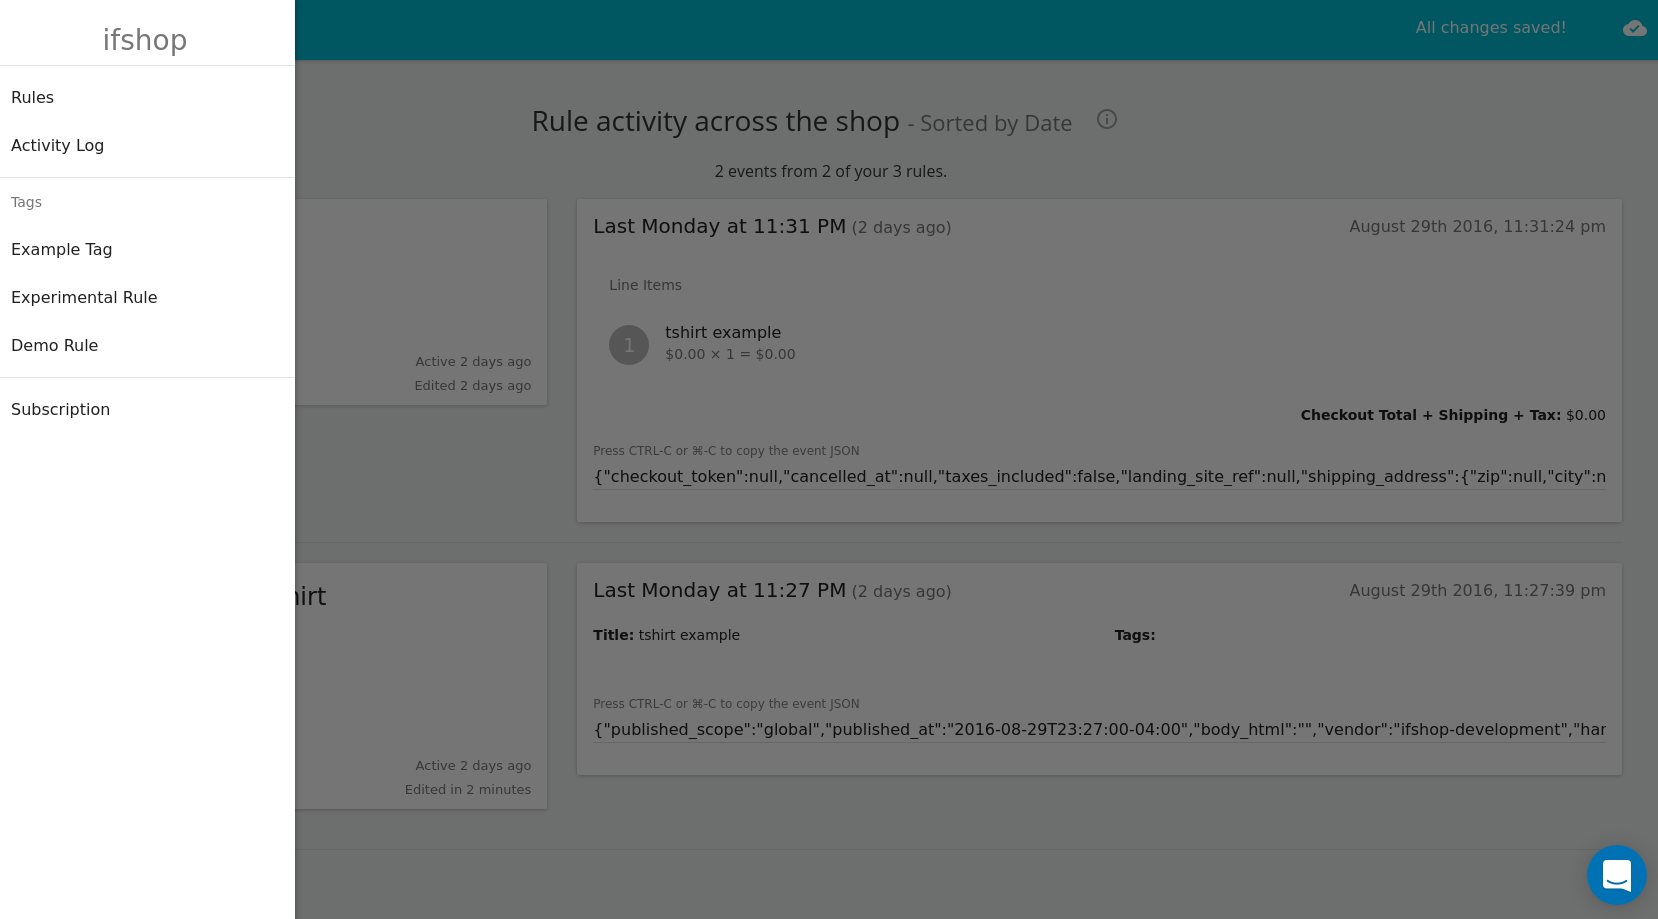 ifshop
Rules
Activity Log
Tags
Example Tag
Experimental Rule
Demo Rule
Subscription
All changes saved!
Rule activity across the shop - Sorted by Date
2 events from 2 of your 3 rules.
Active 2 days ago
Edited 2 days ago
Last Monday at 11:31 PM (2 days ago)
August 29th 2016, 11:31:24 pm
Line Items
1
tshirt example
$0.00 × 1 = $0.00
Checkout Total + Shipping + Tax: $0.00
Press CTRL-C or ⌘-C to copy the event JSON
{"checkout_token":null,"cancelled_at":null,"taxes_included":false,"landing_site_ref":null,"shipping_address":{"zip":null,"city":n
Active 2 days ago
Edited in 2 minutes
Last Monday at 11:27 PM (2 days ago)
August 29th 2016, 11:27:39 pm
Title: tshirt example
Tags:
Press CTRL-C or ⌘-C to copy the event JSON
{"published_scope":"global","published_at":"2016-08-29T23:27:00-04:00","body_html":"","vendor":"ifshop-development","har